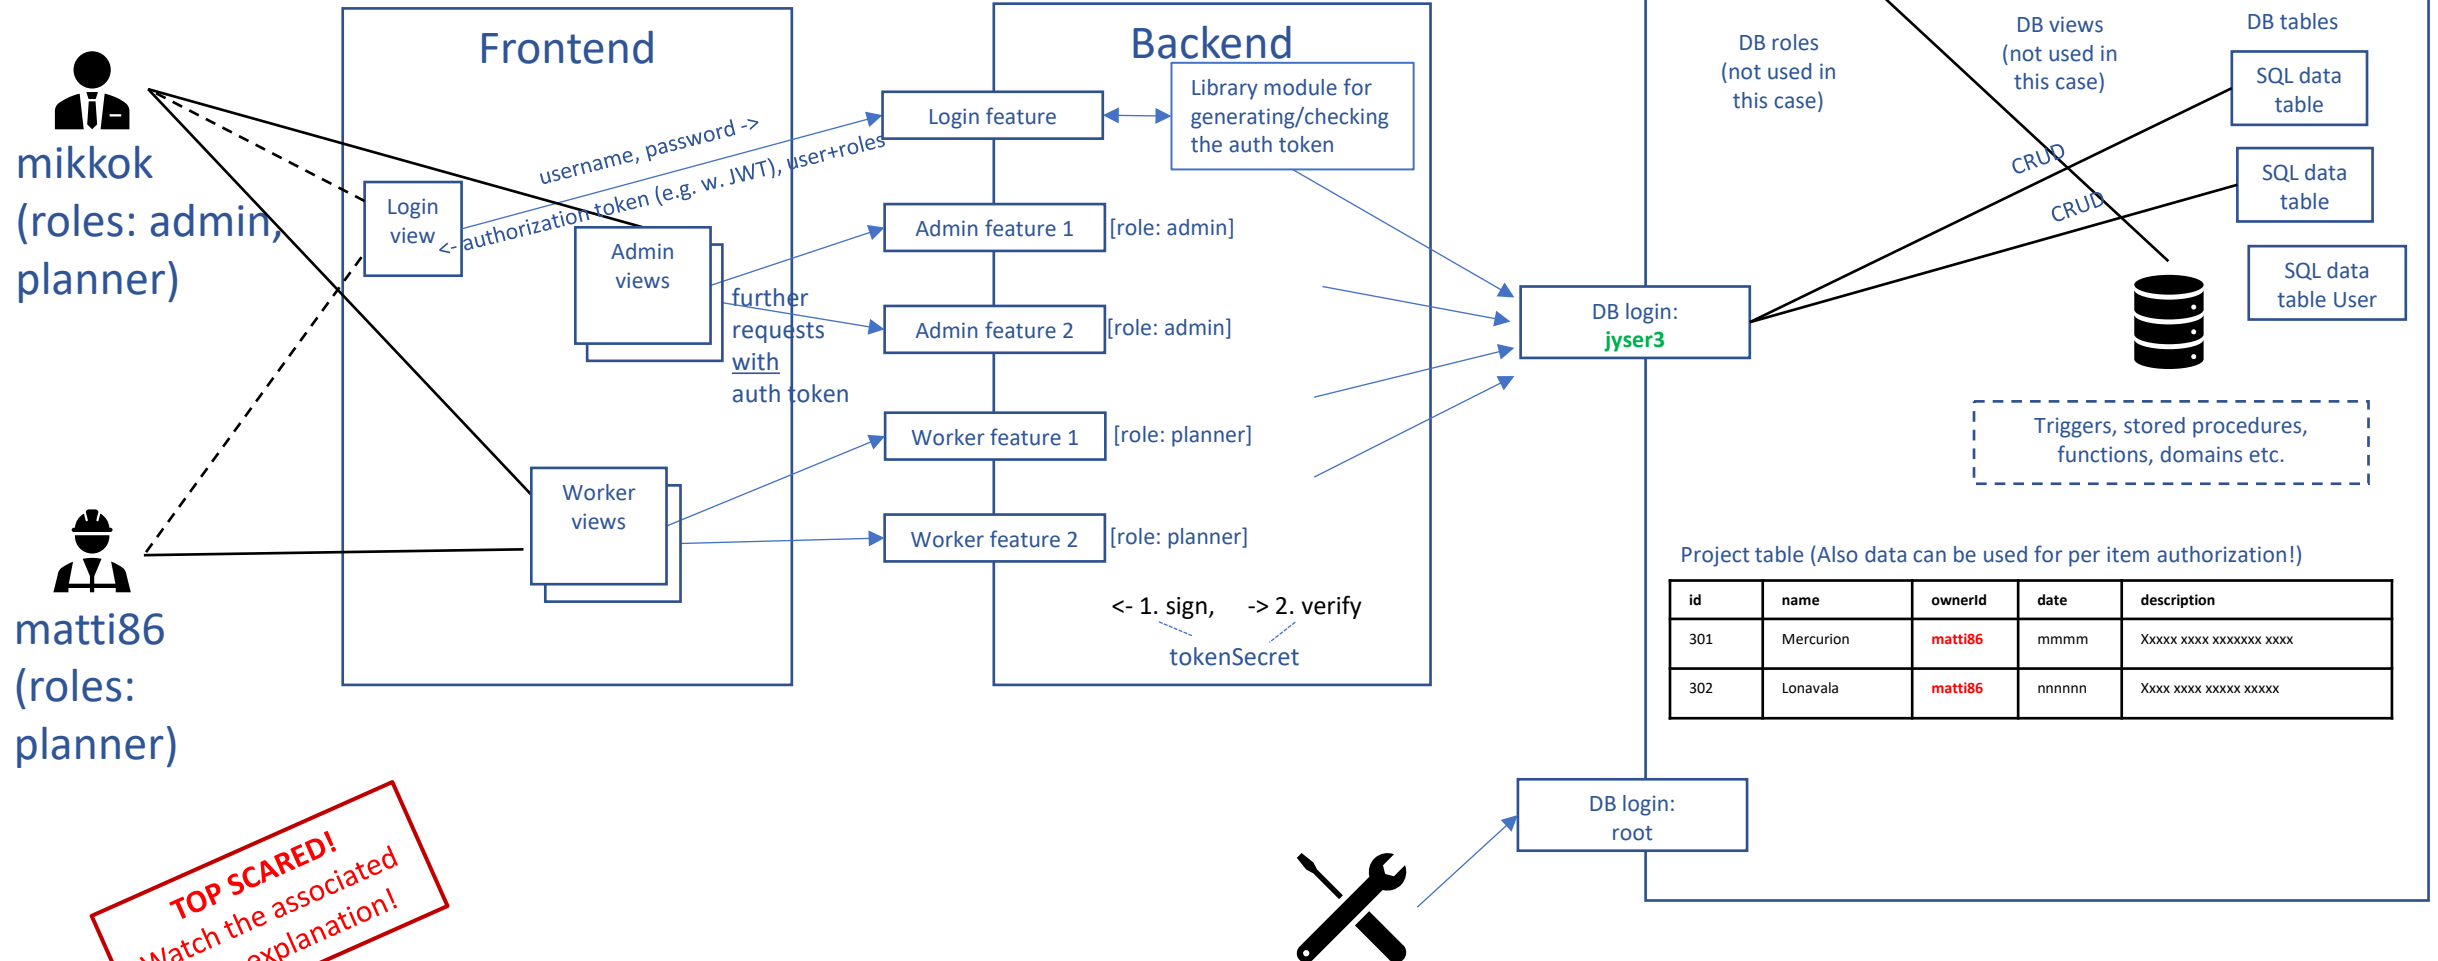 Frontend
Backend
mikkok
(roles: admin,
planner)
matti86
(roles:
planner)
Login
view
username, password ->
<- authorization token (e.g. w. JWT), user+roles
Admin
views
further
requests
with
auth token
Worker
views
Login feature
Library module for
generating/checking
the auth token
Admin feature 1
[role: admin]
Admin feature 2
[role: admin]
Worker feature 1
[role: planner]
Worker feature 2
[role: planner]
<- 1. sign,
-> 2. verify
tokenSecret
DB login:
jyser3
DB roles
(not used in
this case)
DB views
(not used in
this case)
DB tables
SQL data
table
SQL data
table
SQL data
table User
CRUD
CRUD
Triggers, stored procedures,
functions, domains etc.
Project table (Also data can be used for per item authorization!)
id name ownerId date description
301 Mercurion matti86 mmmm Xxxxx xxxx xxxxxxx xxxx
302 Lonavala matti86 nnnnnn Xxxx xxxx xxxxx xxxxx
DB login:
root
TOP SCARED!
Watch the associated
explanation!